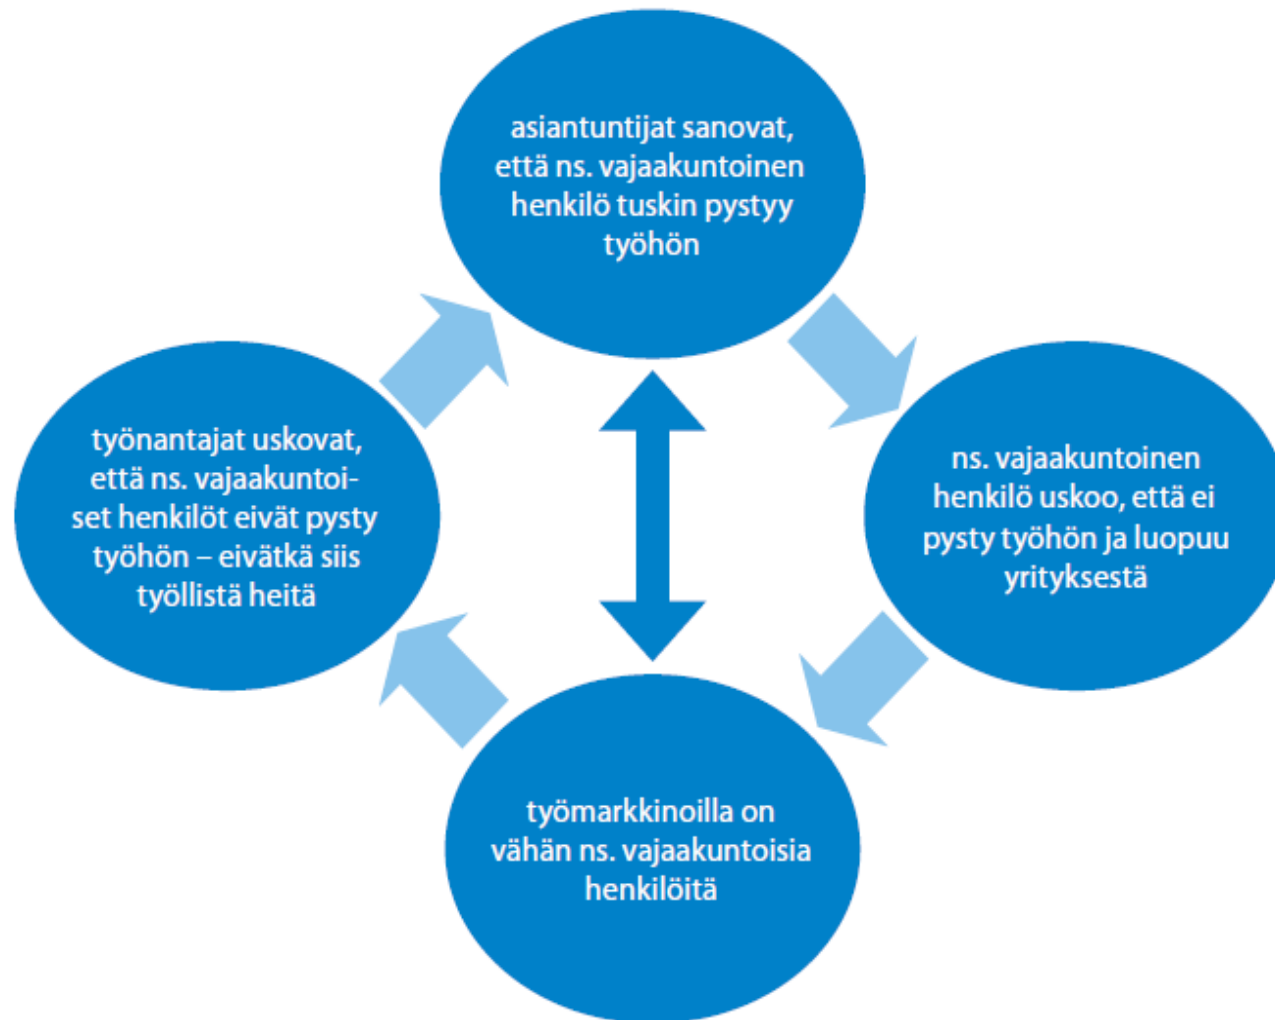 asiantuntijat sanovat,
että ns. vajaakuntoinen
henkilö tuskin pystyy
työhön
työnantajat uskovat,
että ns. vajaakuntoi-
set henkilöt eivät pysty
työhön – eivätkä siis
työllistä heitä
ns. vajaakuntoinen
henkilö uskoo, että ei
pysty työhön ja luopuu
yrityksestä
työmarkkinoilla on
vähän ns. vajaakuntoisia
henkilöitä